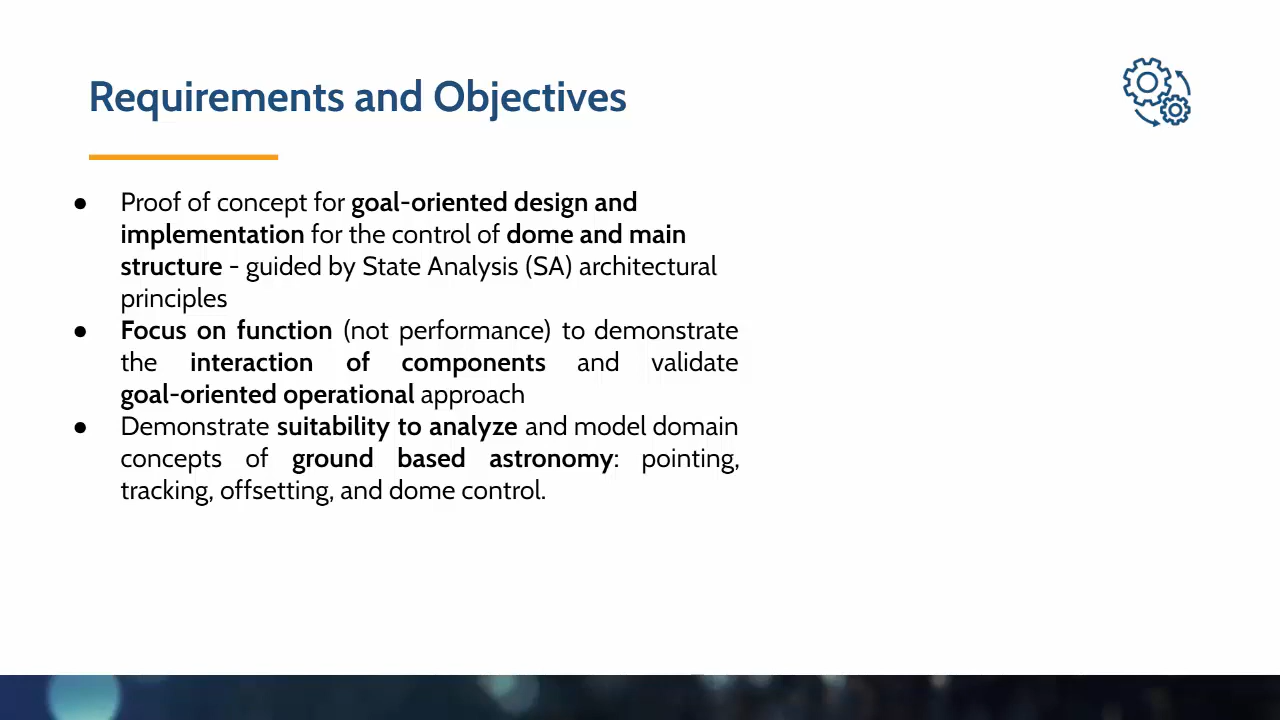 Requirements and Objectives
● Proof of concept for goal-oriented design and
implementation for the control of dome and main
structure - guided by State Analysis (SA) architectural
principles
● Focus on function (not performance) to demonstrate
the interaction of components and validate
goal-oriented operational approach
● Demonstrate suitability to analyze and model domain
concepts of ground based astronomy: pointing,
tracking, offsetting, and dome control.